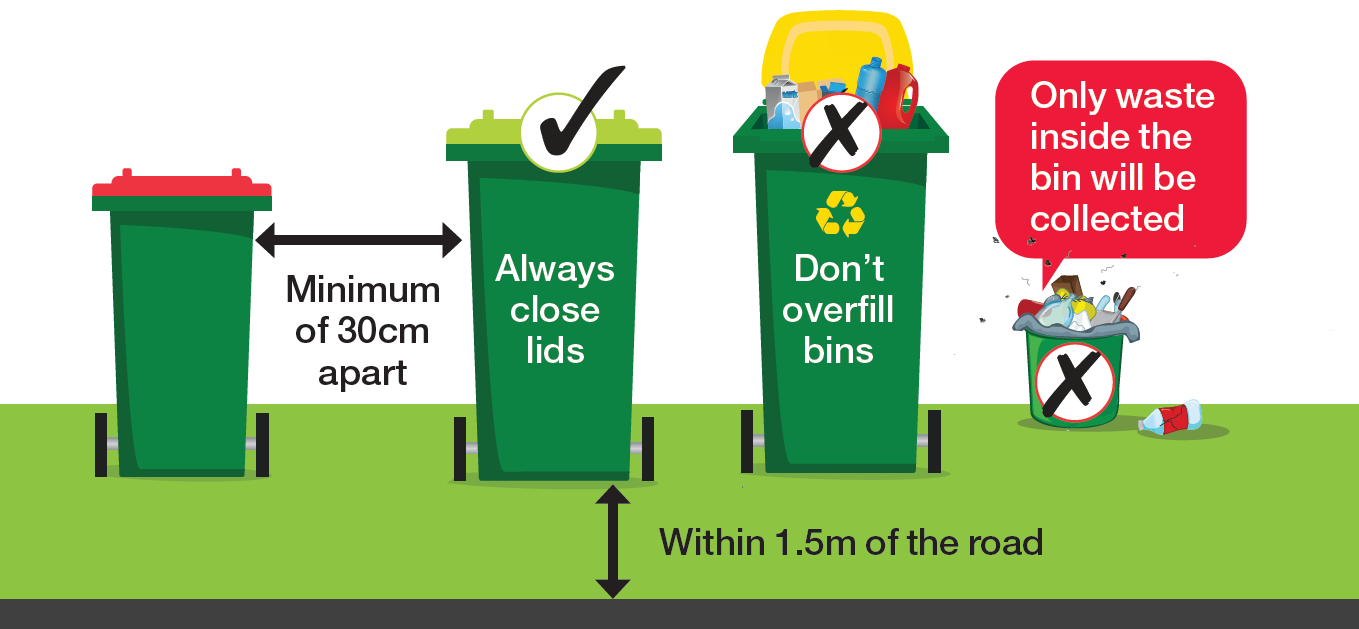 Minimum
of 30cm
apart
Always
close
lids
Don’t
overfill
bins
Only waste
inside the
bin will be
collected
Within 1.5m of the road